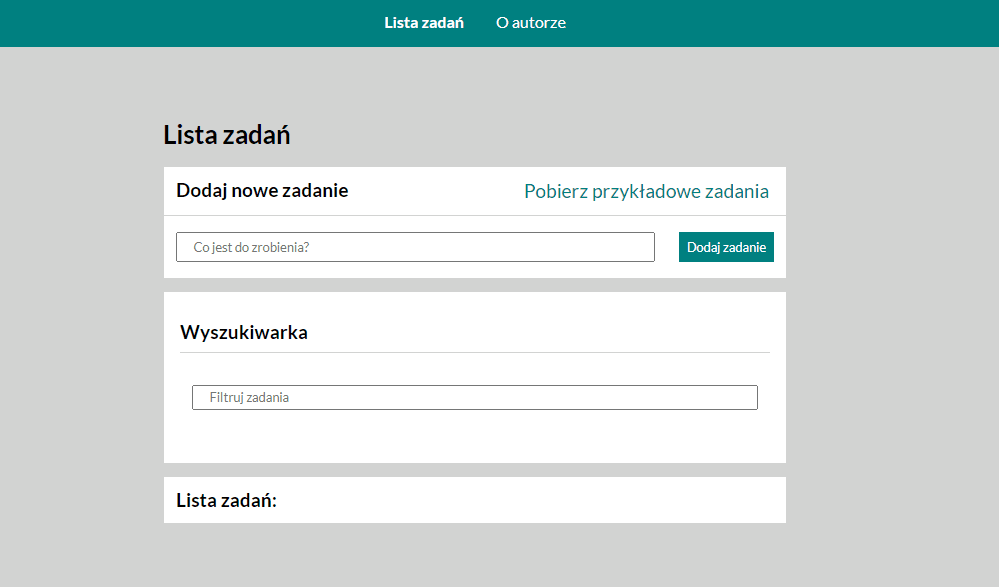 Lista zadań O autorze
Lista zadań
Dodaj nowe zadanie Pobierz przykładowe zadania
Co jest do zrobienia? Dodaj zadanie
Wyszukiwarka
Filtruj zadania
Lista zadań: